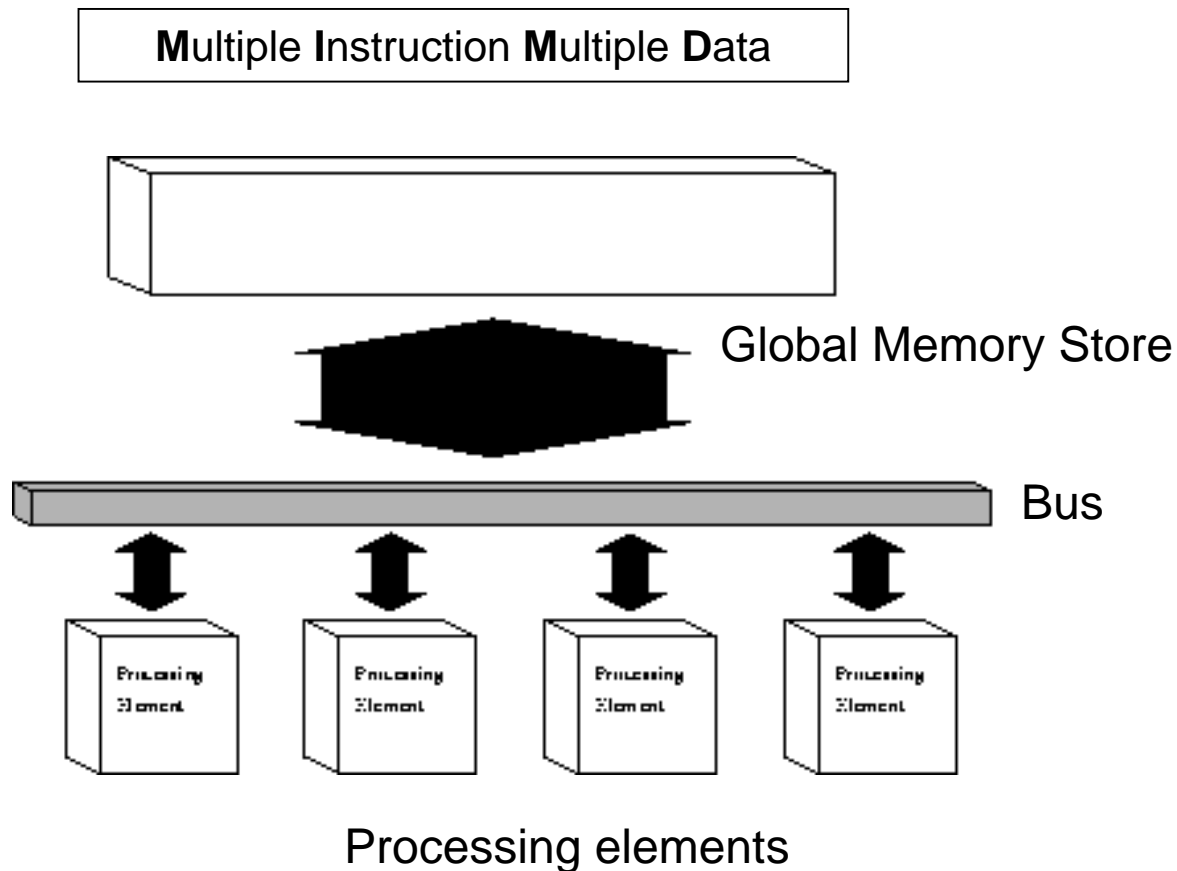 Multiple Instruction Multiple Data
Global Memory Store
Bus
Processing
Element
Processing
Element
Processing
Element
Processing
Element
Processing elements